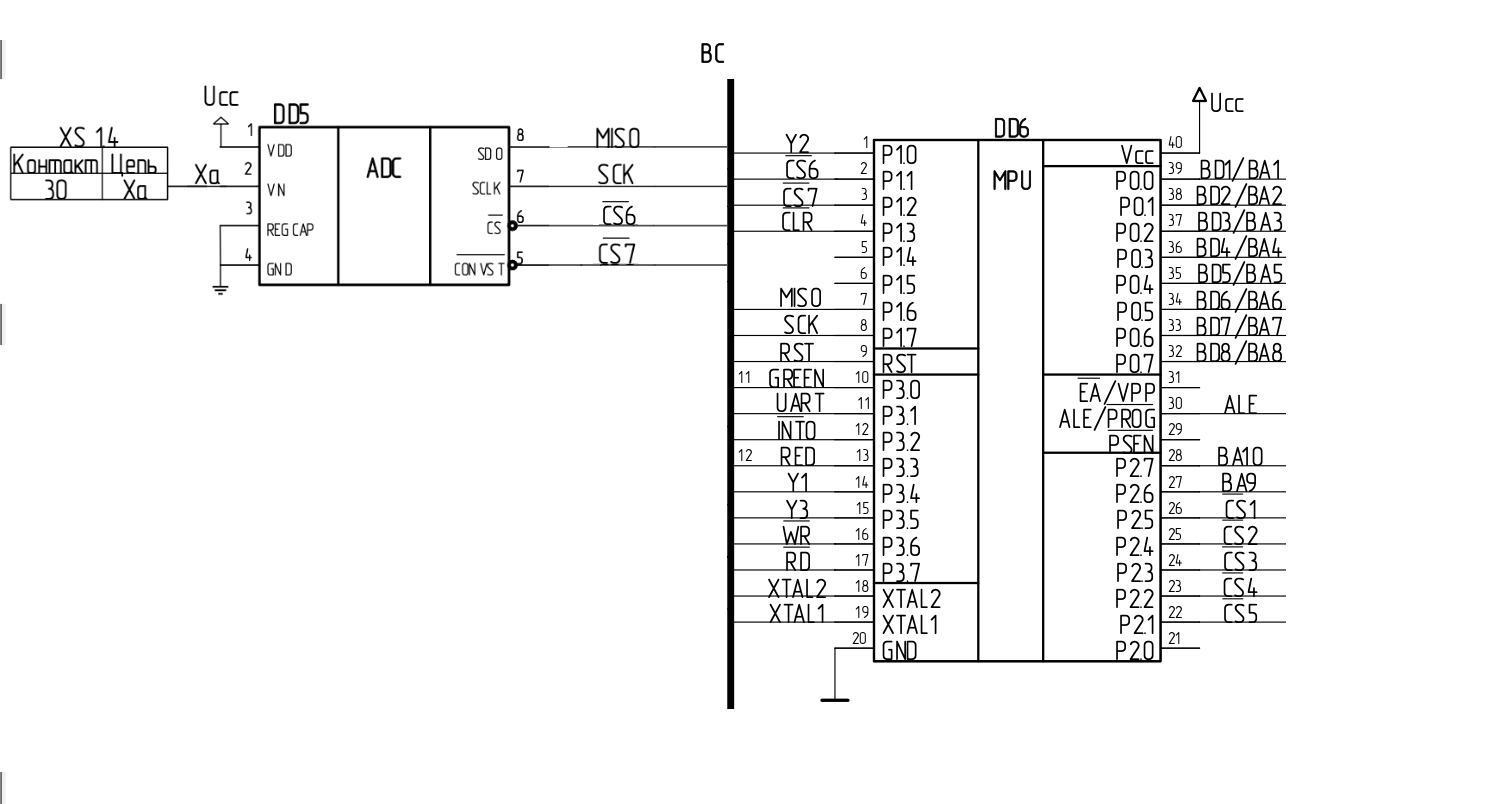 BC
Ucc
DD5
XS 14
Контакт Цепь
30 Xa
Xa
1 VDD
2 VN
3 REG CAP
4 GND
ADC
SDO 8 MISO
SCLK 7 SCK
CS 6 CS6
CONVST 5 CS7
Ucc
DD6
MPU
Y2 1 P1.0
CS6 2 P1.1
CS7 3 P1.2
CLR 4 P1.3
5 P1.4
6 P1.5
MISO 7 P1.6
SCK 8 P1.7
RST 9 RST
11 GREEN 10 P3.0
UART 11 P3.1
INTO 12 P3.2
12 RED 13 P3.3
Y1 14 P3.4
Y3 15 P3.5
WR 16 P3.6
RD 17 P3.7
XTAL2 18 XTAL2
XTAL1 19 XTAL1
20 GND
Vcc 40
P0.0 39 BD1/BA1
P0.1 38 BD2/BA2
P0.2 37 BD3/BA3
P0.3 36 BD4/BA4
P0.4 35 BD5/BA5
P0.5 34 BD6/BA6
P0.6 33 BD7/BA7
P0.7 32 BD8/BA8
EA/VPP 31
ALE/PROG 30 ALE
PSEN 29
P2.7 28 BA10
P2.6 27 BA9
P2.5 26 CS1
P2.4 25 CS2
P2.3 24 CS3
P2.2 23 CS4
P2.1 22 CS5
P2.0 21